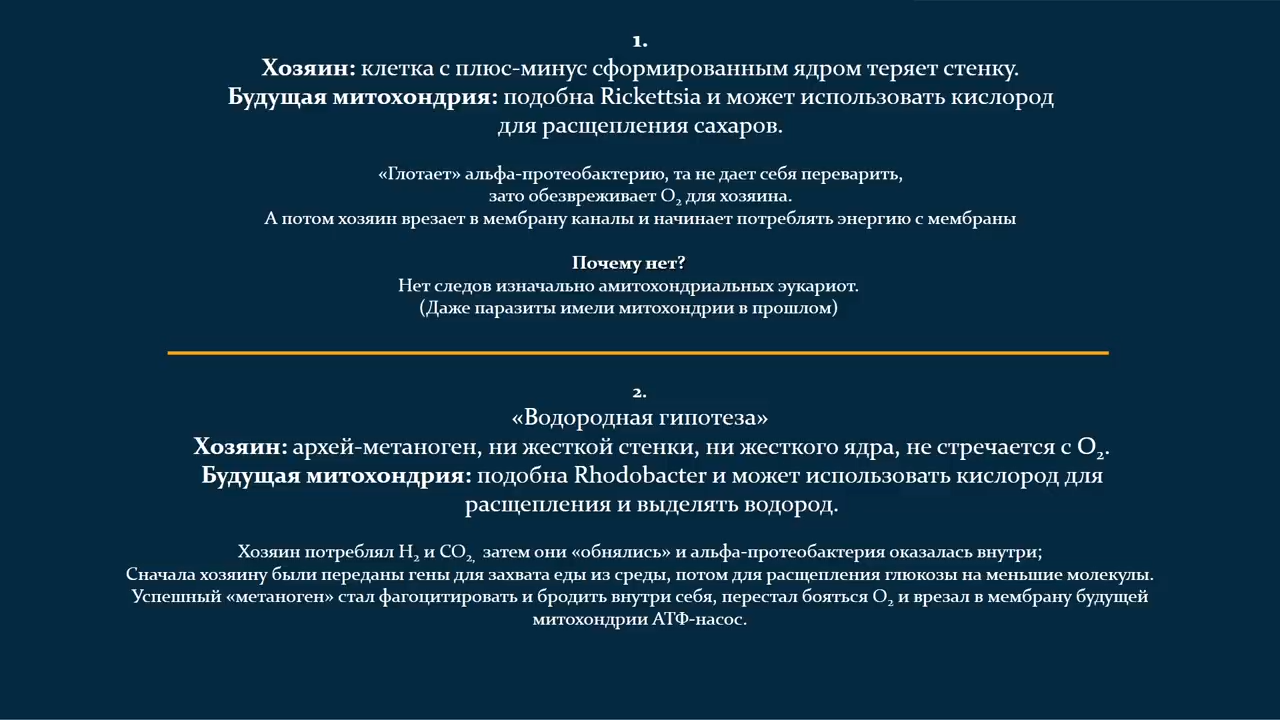 1.
Хозяин: клетка с плюс-минус сформированным ядром теряет стенку.
Будущая митохондрия: подобна Rickettsia и может использовать кислород
для расщепления сахаров.
«Глотает» альфа-протеобактерию, та не дает себя переварить,
зато обезвреживает O₂ для хозяина.
А потом хозяин врезает в мембрану каналы и начинает потреблять энергию с мембраны
Почему нет?
Нет следов изначально амитохондриальных эукариот.
(Даже паразиты имели митохондрии в прошлом)
2.
«Водородная гипотеза»
Хозяин: архей-метаноген, ни жесткой стенки, ни жесткого ядра, не стречается с O₂.
Будущая митохондрия: подобна Rhodobacter и может использовать кислород для
расщепления и выделять водород.
Хозяин потреблял H₂ и CO₂, затем они «обнялись» и альфа-протеобактерия оказалась внутри;
Сначала хозяину были переданы гены для захвата еды из среды, потом для расщепления глюкозы на меньшие молекулы.
Успешный «метаноген» стал фагоцитировать и бродить внутри себя, перестал бояться O₂ и врезал в мембрану будущей
митохондрии АТФ-насос.